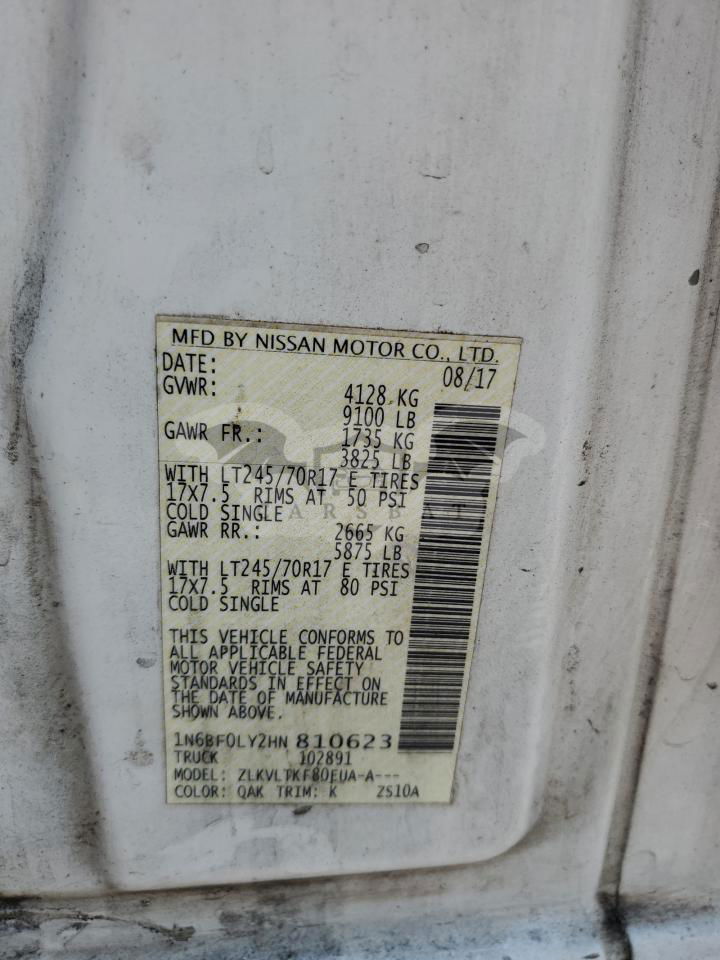 MFD BY NISSAN MOTOR CO., LTD.
DATE: 08/17
GVWR: 4128 KG
9100 LB
GAWR FR.: 1735 KG
3825 LB
WITH LT245/70R17 E TIRES
17X7.5 RIMS AT 50 PSI
COLD SINGLE
GAWR RR.: 2665 KG
5875 LB
WITH LT245/70R17 E TIRES
17X7.5 RIMS AT 80 PSI
COLD SINGLE
THIS VEHICLE CONFORMS TO
ALL APPLICABLE FEDERAL
MOTOR VEHICLE SAFETY
STANDARDS IN EFFECT ON
THE DATE OF MANUFACTURE
SHOWN ABOVE.
1N6BF0LY2HN 810623
TRUCK 102891
MODEL: ZLKVLTKF80EUA-A---
COLOR: QAK TRIM: K ZS10A
CARSBAT